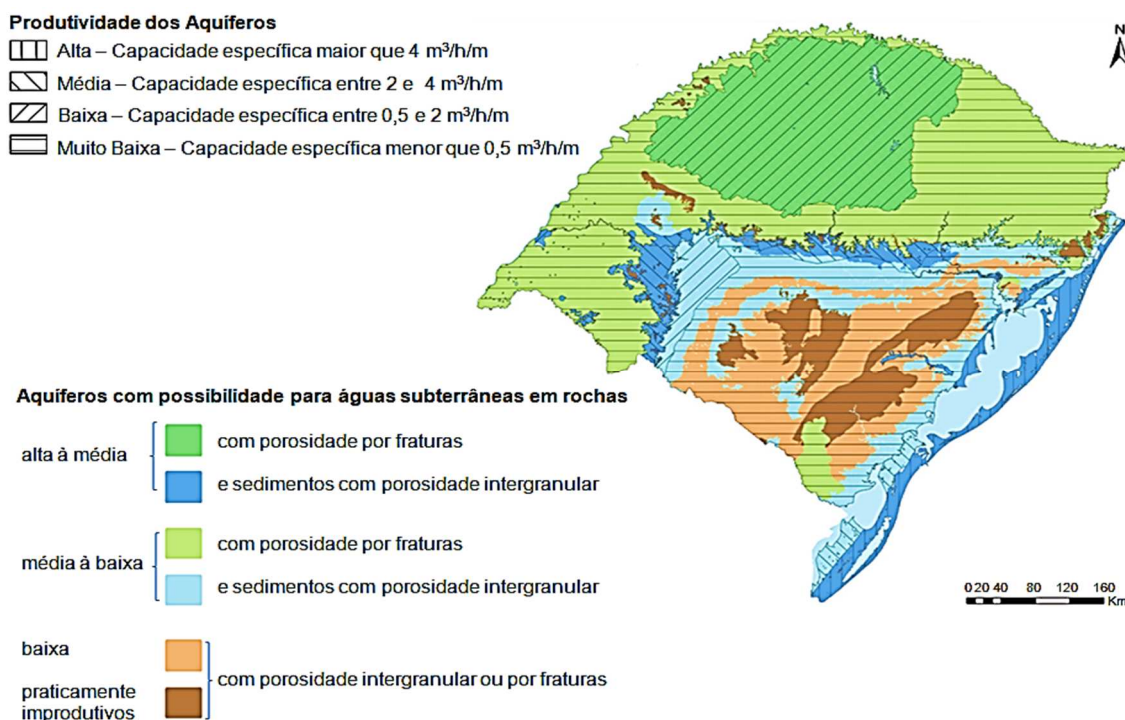 Produtividade dos Aquíferos
Alta – Capacidade específica maior que 4 m³/h/m
Média – Capacidade específica entre 2 e 4 m³/h/m
Baixa – Capacidade específica entre 0,5 e 2 m³/h/m
Muito Baixa – Capacidade específica menor que 0,5 m³/h/m
N
Aquíferos com possibilidade para águas subterrâneas em rochas
alta à média
com porosidade por fraturas
e sedimentos com porosidade intergranular
média à baixa
com porosidade por fraturas
e sedimentos com porosidade intergranular
baixa
praticamente improdutivos
com porosidade intergranular ou por fraturas
0 20 40 80 120 160
Km